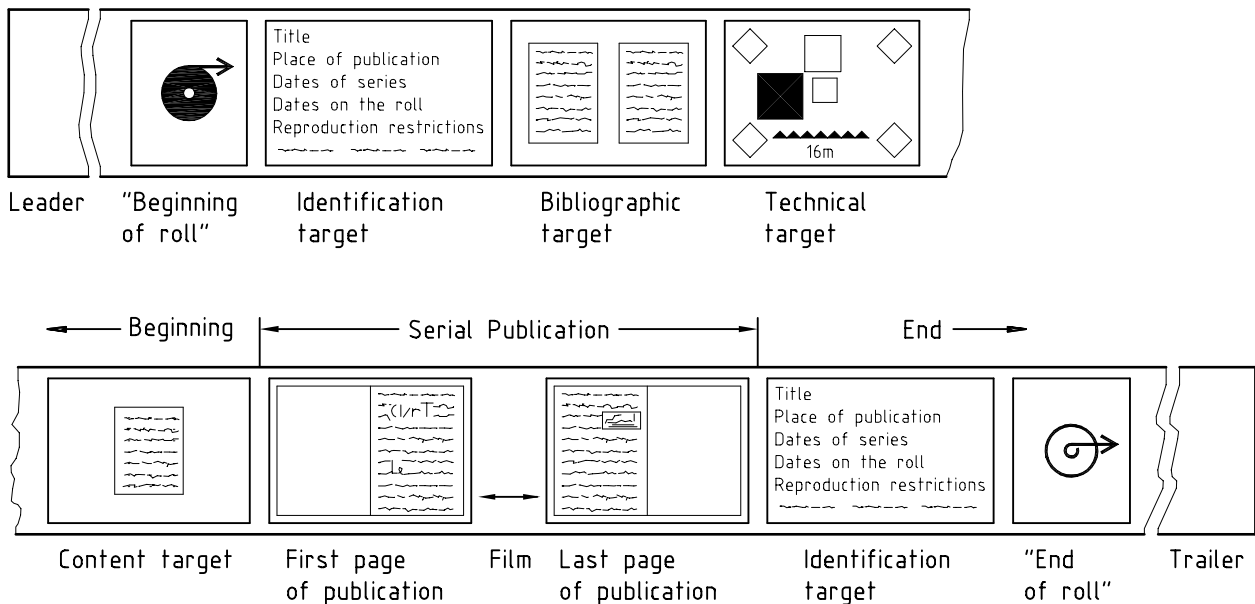 Title
Place of publication
Dates of series
Dates on the roll
Reproduction restrictions
16m
Leader
"Beginning
of roll"
Identification
target
Bibliographic
target
Technical
target
Beginning
Serial Publication
End
Title
Place of publication
Dates of series
Dates on the roll
Reproduction restrictions
Content target
First page
of publication
Film
Last page
of publication
Identification
target
"End
of roll"
Trailer